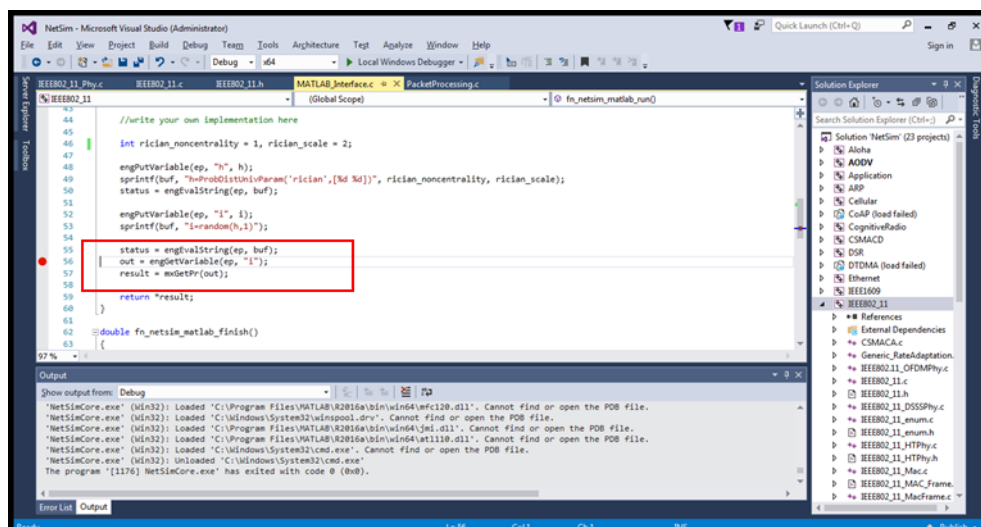 NetSim - Microsoft Visual Studio (Administrator)
1
Quick Launch (Ctrl+Q)
File Edit View Project Build Debug Team Tools Architecture Test Analyze Window Help
Sign in
Debug x64 Local Windows Debugger
Server Explorer
Toolbox
IEEE802_11_Phy.c IEEE802_11.c IEEE802_11.h MATLAB_Interface.c PacketProcessing.c
IEEE802_11 (Global Scope) fn_netsim_matlab_run()
43
44 //write your own implementation here
45
46 int rician_noncentrality = 1, rician_scale = 2;
47
48 engPutVariable(ep, "h", h);
49 sprintf(buf, "h=ProbDistUnivParam('rician',[%d %d])", rician_noncentrality, rician_scale);
50 status = engEvalString(ep, buf);
51
52 engPutVariable(ep, "i", i);
53 sprintf(buf, "i=random(h,1)");
54
55 status = engEvalString(ep, buf);
56 out = engGetVariable(ep, "i");
57 result = mxGetPr(out);
58
59 return *result;
60 }
61
62 double fn_netsim_matlab_finish()
63 {
97 %
Output
Show output from: Debug
'NetSimCore.exe' (Win32): Loaded 'C:\Program Files\MATLAB\R2016a\bin\win64\mfc120.dll'. Cannot find or open the PDB file.
'NetSimCore.exe' (Win32): Loaded 'C:\Windows\System32\winspool.drv'. Cannot find or open the PDB file.
'NetSimCore.exe' (Win32): Loaded 'C:\Program Files\MATLAB\R2016a\bin\win64\jmi.dll'. Cannot find or open the PDB file.
'NetSimCore.exe' (Win32): Loaded 'C:\Program Files\MATLAB\R2016a\bin\win64\atl110.dll'. Cannot find or open the PDB file.
'NetSimCore.exe' (Win32): Loaded 'C:\Windows\System32\cmd.exe'. Cannot find or open the PDB file.
'NetSimCore.exe' (Win32): Unloaded 'C:\Windows\System32\cmd.exe'
The program '[1176] NetSimCore.exe' has exited with code 0 (0x0).
Error List Output
Solution Explorer
Search Solution Explorer (Ctrl+;)
Solution 'NetSim' (23 projects)
Aloha
AODV
Application
ARP
Cellular
CoAP (load failed)
CognitiveRadio
CSMACD
DSR
DTDMA (load failed)
Ethernet
IEEE1609
IEEE802_11
References
External Dependencies
CSMACA.c
Generic_RateAdaptation.
IEEE802.11_OFDMPhy.c
IEEE802_11.c
IEEE802_11.h
IEEE802_11_DSSSPhy.c
IEEE802_11_enum.c
IEEE802_11_enum.h
IEEE802_11_HTPhy.c
IEEE802_11_HTPhy.h
IEEE802_11_Mac.c
IEEE802_11_MAC_Frame.
IEEE802_11_MacFrame.c
Diagnostic Tools